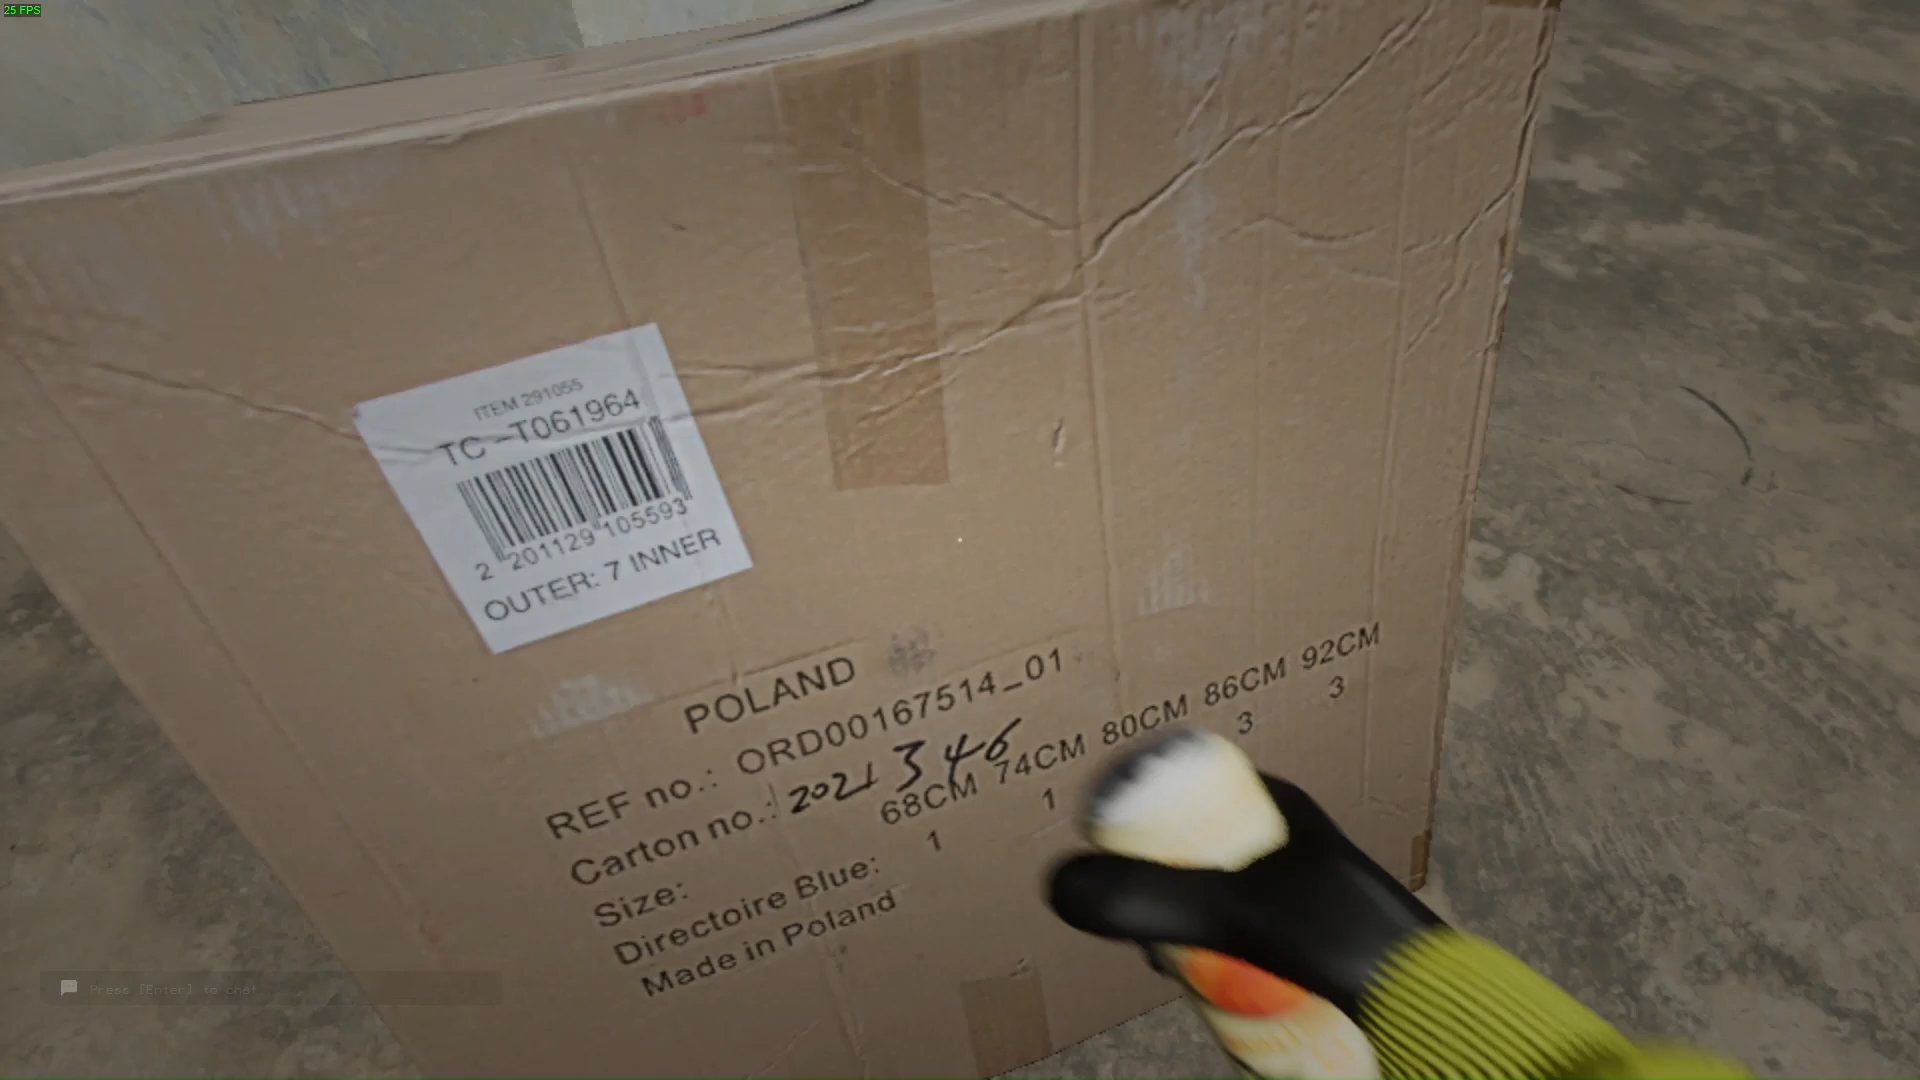 25 FPS
ITEM 291055
TC-T061964
2 201129 105593
OUTER: 7 INNER
POLAND
REF no.: ORD00167514_01
Carton no.: 2021 346
Size: 68CM 74CM 80CM 86CM 92CM
Directoire Blue: 1 1 3 3
Made in Poland
Press [Enter] to chat